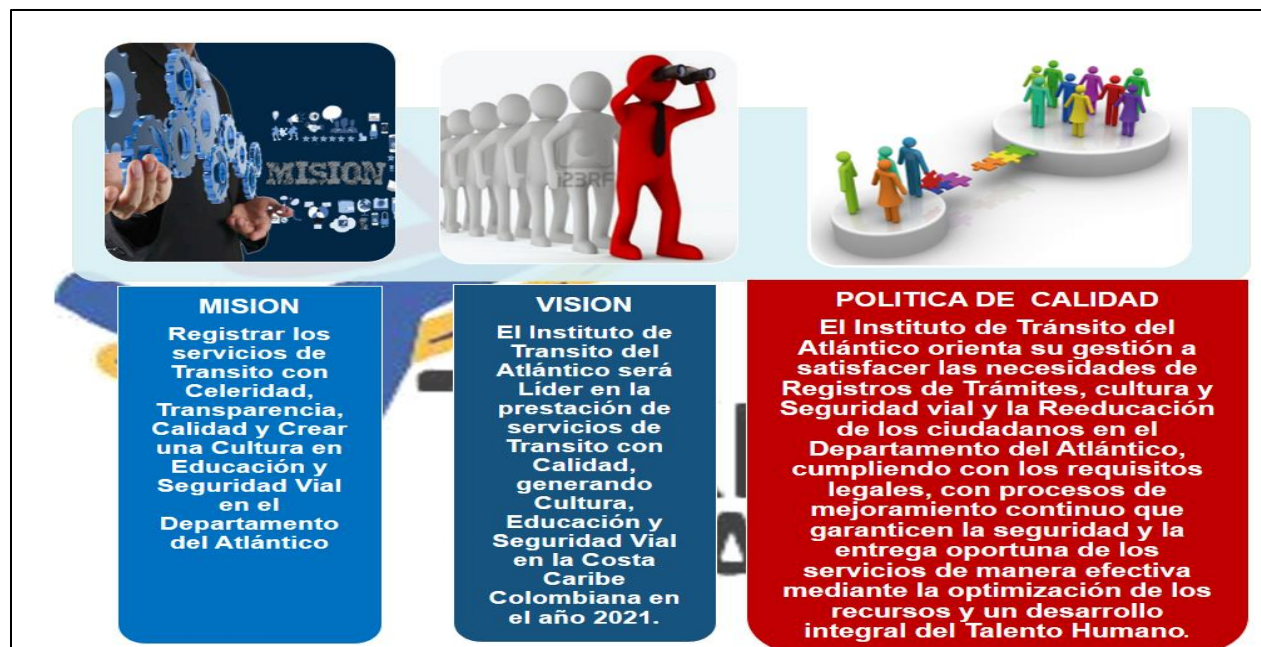 MISION
123RF
MISION
Registrar los
servicios de
Transito con
Celeridad,
Transparencia,
Calidad y Crear
una Cultura en
Educación y
Seguridad Vial
en el
Departamento
del Atlántico
VISION
El Instituto de
Transito del
Atlántico será
Líder en la
prestación de
servicios de
Transito con
Calidad,
generando
Cultura,
Educación y
Seguridad Vial
en la Costa
Caribe
Colombiana en
el año 2021.
POLITICA DE CALIDAD
El Instituto de Tránsito del
Atlántico orienta su gestión a
satisfacer las necesidades de
Registros de Trámites, cultura y
Seguridad vial y la Reeducación
de los ciudadanos en el
Departamento del Atlántico,
cumpliendo con los requisitos
legales, con procesos de
mejoramiento continuo que
garanticen la seguridad y la
entrega oportuna de los
servicios de manera efectiva
mediante la optimización de los
recursos y un desarrollo
integral del Talento Humano.